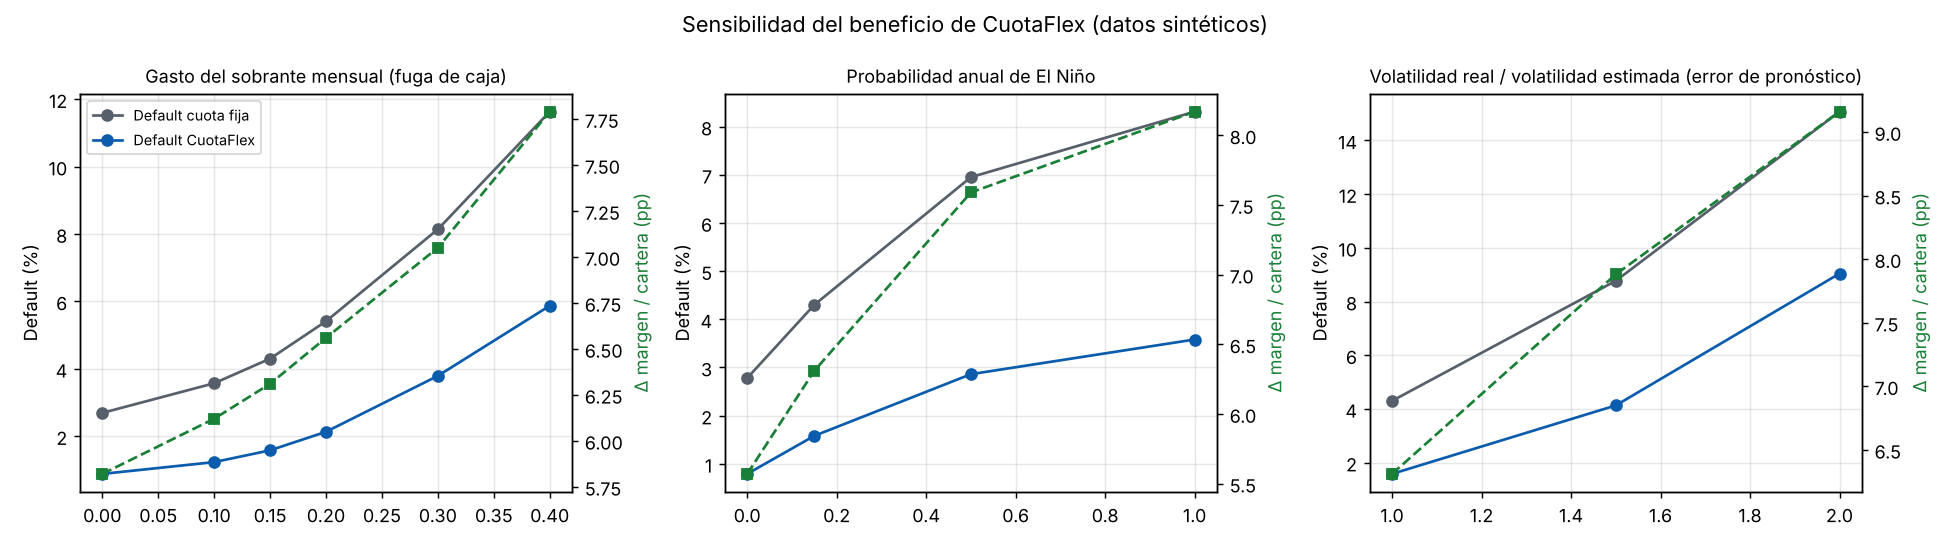 Sensibilidad del beneficio de CuotaFlex (datos sintéticos)
Gasto del sobrante mensual (fuga de caja)
Default cuota fija
Default CuotaFlex
Default (%)
12
10
8
6
4
2
0.00 0.05 0.10 0.15 0.20 0.25 0.30 0.35 0.40
7.75
7.50
7.25
7.00
6.75
6.50
6.25
6.00
5.75
Δ margen / cartera (pp)
Probabilidad anual de El Niño
Default (%)
8
7
6
5
4
3
2
1
0.0 0.2 0.4 0.6 0.8 1.0
8.0
7.5
7.0
6.5
6.0
5.5
Δ margen / cartera (pp)
Volatilidad real / volatilidad estimada (error de pronóstico)
Default (%)
14
12
10
8
6
4
2
1.0 1.2 1.4 1.6 1.8 2.0
9.0
8.5
8.0
7.5
7.0
6.5
Δ margen / cartera (pp)